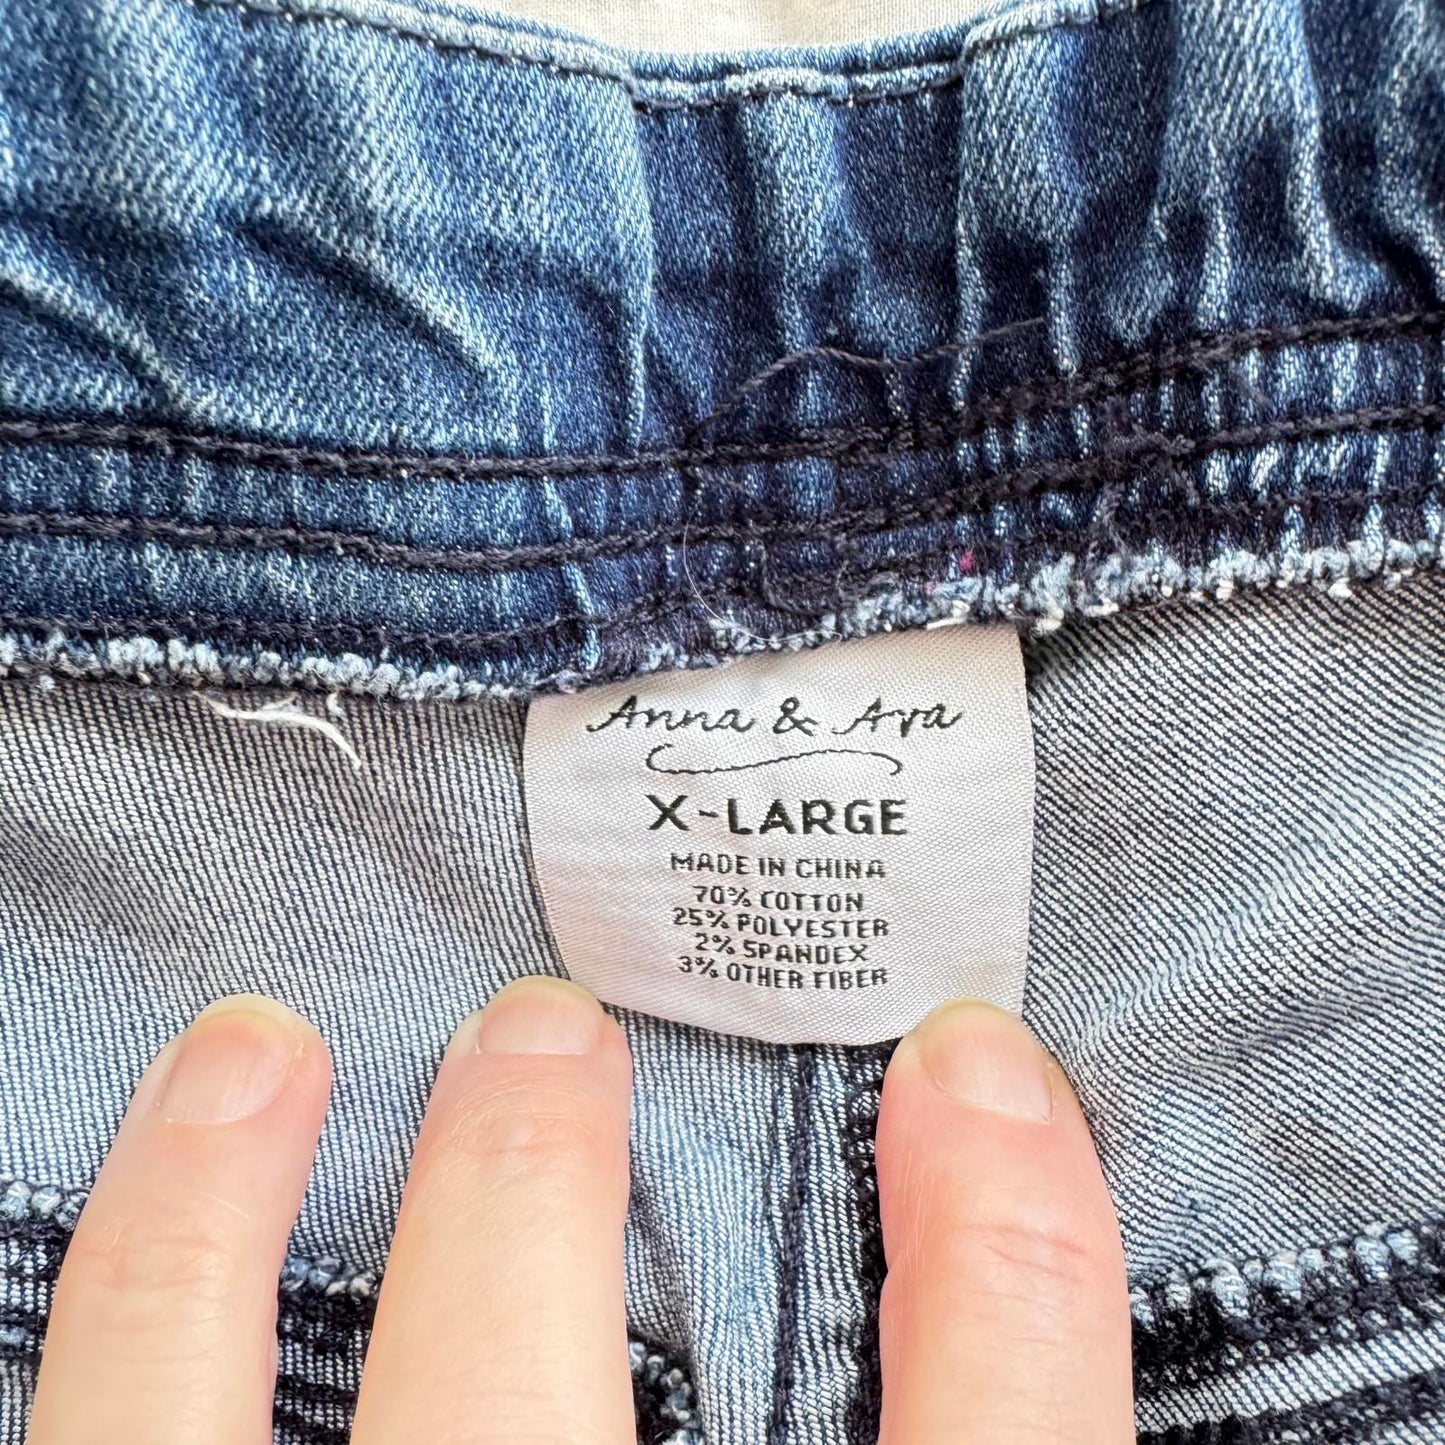 Anna & Ava
X-LARGE
MADE IN CHINA
70% COTTON
25% POLYESTER
2% SPANDEX
3% OTHER FIBER